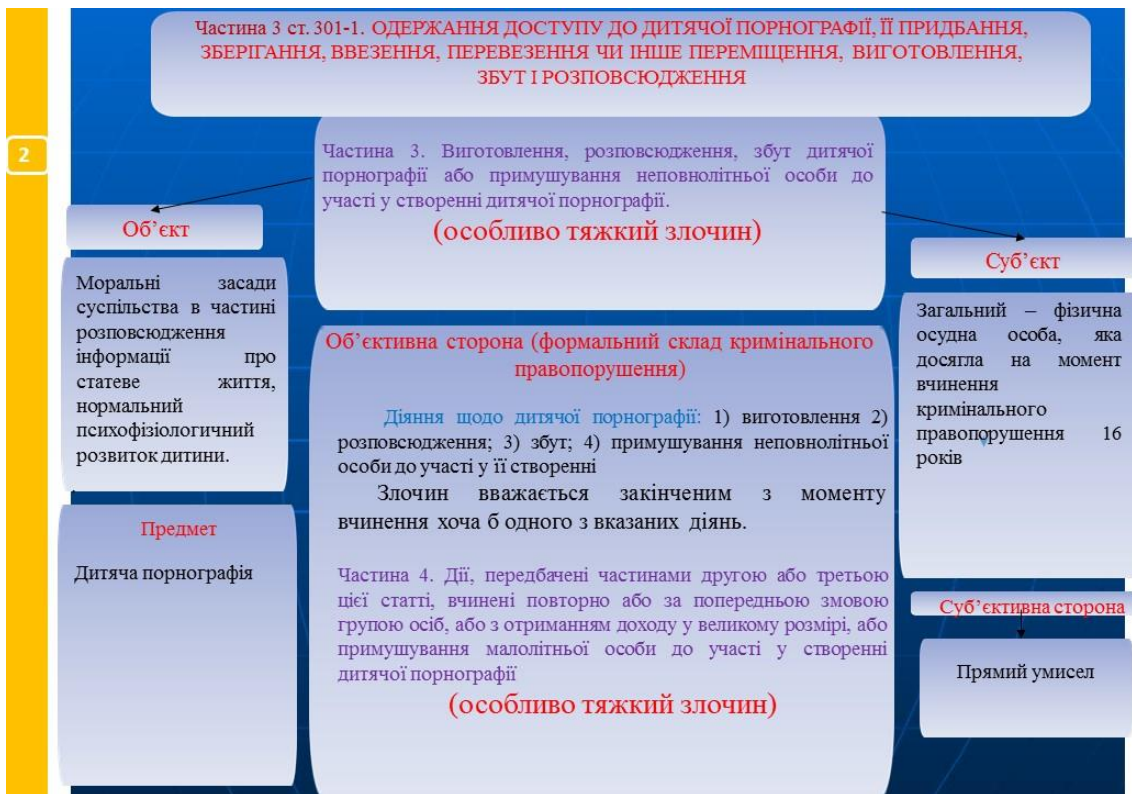 Частина 3 ст. 301-1. ОДЕРЖАННЯ ДОСТУПУ ДО ДИТЯЧОЇ ПОРНОГРАФІЇ, ЇЇ ПРИДБАННЯ,
ЗБЕРІГАННЯ, ВВЕЗЕННЯ, ПЕРЕВЕЗЕННЯ ЧИ ІНШЕ ПЕРЕМІЩЕННЯ, ВИГОТОВЛЕННЯ,
ЗБУТ І РОЗПОВСЮДЖЕННЯ
2
Частина 3. Виготовлення, розповсюдження, збут дитячої
порнографії або примушування неповнолітньої особи до
участі у створенні дитячої порнографії.
(особливо тяжкий злочин)
Об’єкт
Моральні засади
суспільства в частині
розповсюдження
інформації про
статеве життя,
нормальний
психофізіологичний
розвиток дитини.
Предмет
Дитяча порнографія
Об’єктивна сторона (формальний склад кримінального
правопорушення)
Діяння щодо дитячої порнографії: 1) виготовлення 2)
розповсюдження; 3) збут; 4) примушування неповнолітньої
особи до участі у її створенні
Злочин вважається закінченим з моменту
вчинення хоча б одного з вказаних діянь.
Частина 4. Дії, передбачені частинами другою або третьою
цієї статті, вчинені повторно або за попередньою змовою
групою осіб, або з отриманням доходу у великому розмірі, або
примушування малолітньої особи до участі у створенні
дитячої порнографії
(особливо тяжкий злочин)
Суб’єкт
Загальний – фізична
осудна особа, яка
досягла на момент
вчинення
кримінального
правопорушення 16
років
Суб’єктивна сторона
Прямий умисел